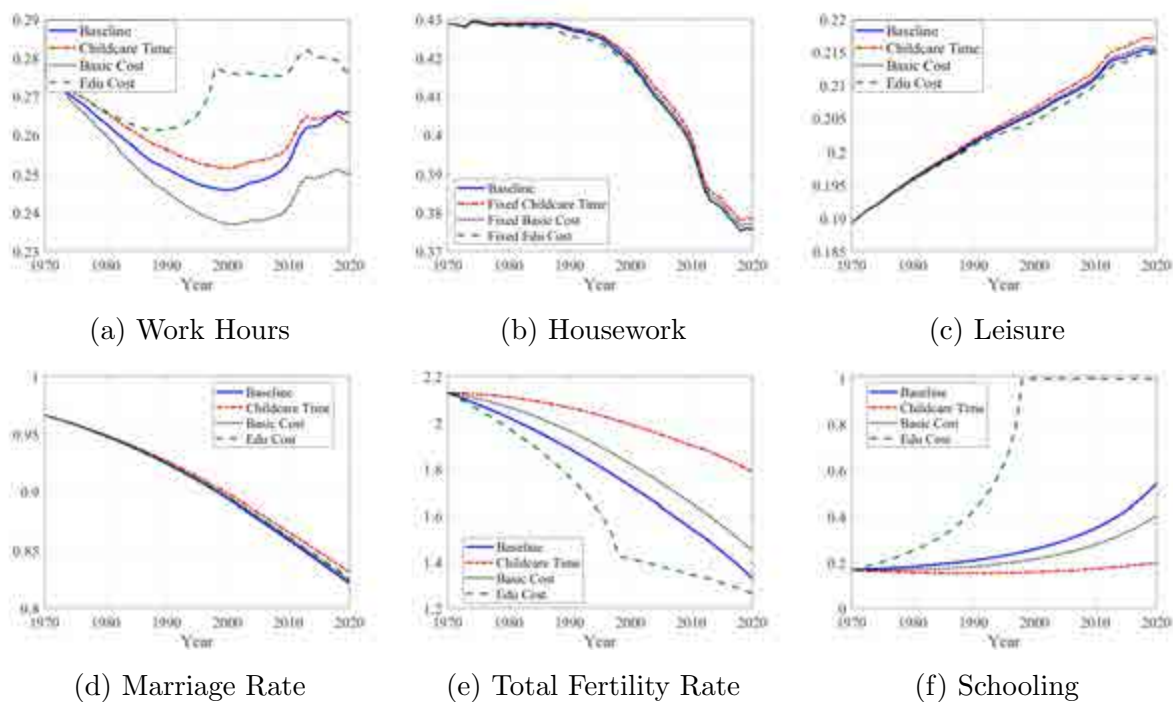 0.29
0.28
0.27
0.26
0.25
0.24
0.23
1970 1980 1990 2000 2010 2020
Year
Baseline
Childcare Time
Basic Cost
Edu Cost
(a) Work Hours
0.43
0.42
0.41
0.4
0.39
0.38
0.37
1970 1980 1990 2000 2010 2020
Year
Baseline
Fixed Childcare Time
Fixed Basic Cost
Fixed Edu Cost
(b) Housework
0.22
0.215
0.21
0.205
0.2
0.195
0.19
0.185
1970 1980 1990 2000 2010 2020
Year
Baseline
Childcare Time
Basic Cost
Edu Cost
(c) Leisure
1
0.95
0.9
0.85
0.8
1970 1980 1990 2000 2010 2020
Year
Baseline
Childcare Time
Basic Cost
Edu Cost
(d) Marriage Rate
2.2
2
1.8
1.6
1.4
1.2
1970 1980 1990 2000 2010 2020
Year
Baseline
Childcare Time
Basic Cost
Edu Cost
(e) Total Fertility Rate
1
0.8
0.6
0.4
0.2
0
1970 1980 1990 2000 2010 2020
Year
Baseline
Childcare Time
Basic Cost
Edu Cost
(f) Schooling